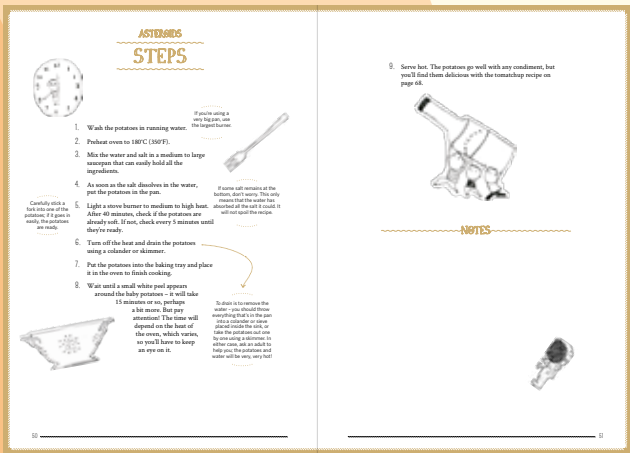 ASTEROIDS
STEPS
If you're using a
very big pan, use
the largest burner.
1. Wash the potatoes in running water.
2. Preheat oven to 180°C (350°F).
3. Mix the water and salt in a medium to large
saucepan that can easily hold all the
ingredients.
4. As soon as the salt dissolves in the water,
put the potatoes in the pan.
If some salt remains at the
bottom, don't worry. This only
means that the water has
absorbed all the salt it could. It
will not spoil the recipe.
5. Light a stove burner to medium to high heat.
After 40 minutes, check if the potatoes are
already soft. If not, check every 5 minutes until
they're ready.
Carefully stick a
fork into one of the
potatoes; if it goes in
easily, the potatoes
are ready.
6. Turn off the heat and drain the potatoes
using a colander or skimmer.
7. Put the potatoes into the baking tray and place
it in the oven to finish cooking.
8. Wait until a small white peel appears
around the baby potatoes – it will take
15 minutes or so, perhaps
a bit more. But pay
attention! The time will
depend on the heat of
the oven, which varies,
so you'll have to keep
an eye on it.
To drain is to remove the
water – you should throw
everything that's in the pan
into a colander or sieve
placed inside the sink, or
take the potatoes out one
by one using a skimmer. In
either case, ask an adult to
help you; the potatoes and
water will be very, very hot!
60
9. Serve hot. The potatoes go well with any condiment, but
you'll find them delicious with the tomatchup recipe on
page 68.
NOTES
61